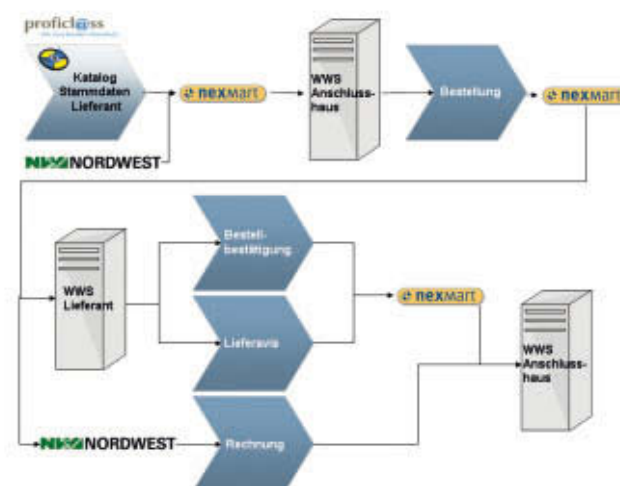 proficl@ss
Katalog
Stammdaten
Lieferant
nexmart
WWS
Anschluss-
haus
Bestellung
nexmart
NORDWEST
WWS
Lieferant
Bestell-
bestätigung
Lieferavis
nexmart
WWS
Anschluss-
haus
NORDWEST
Rechnung